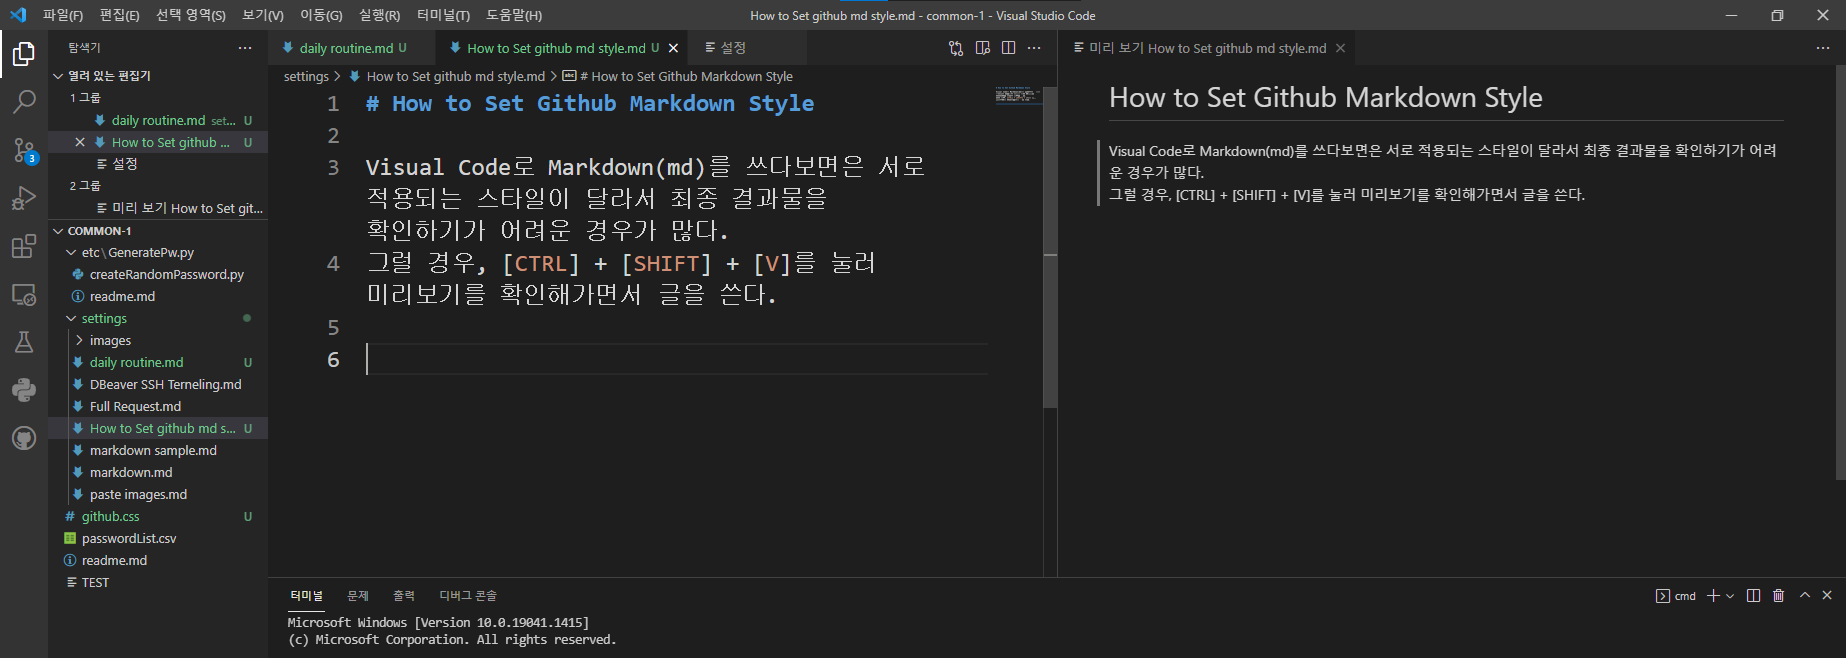 파일(F) 편집(E) 선택 영역(S) 보기(V) 이동(G) 실행(R) 터미널(T) 도움말(H) How to Set github md style.md - common-1 - Visual Studio Code
탐색기
열려 있는 편집기
1 그룹
daily routine.md set... U
How to Set github ... U
설정
2 그룹
미리 보기 How to Set git...
COMMON-1
etc\GeneratePw.py
createRandomPassword.py
readme.md
settings
images
daily routine.md U
DBeaver SSH Terneling.md
Full Request.md
How to Set github md s... U
markdown sample.md
markdown.md
paste images.md
github.css U
passwordList.csv
readme.md
TEST
3
daily routine.md U How to Set github md style.md U 설정
settings > How to Set github md style.md > # How to Set Github Markdown Style
1 # How to Set Github Markdown Style
2
3 Visual Code로 Markdown(md)를 쓰다보면은 서로
적용되는 스타일이 달라서 최종 결과물을
확인하기가 어려운 경우가 많다.
4 그럴 경우, [CTRL] + [SHIFT] + [V]를 눌러
미리보기를 확인해가면서 글을 쓴다.
5
6
미리 보기 How to Set github md style.md
How to Set Github Markdown Style
Visual Code로 Markdown(md)를 쓰다보면은 서로 적용되는 스타일이 달라서 최종 결과물을 확인하기가 어려
운 경우가 많다.
그럴 경우, [CTRL] + [SHIFT] + [V]를 눌러 미리보기를 확인해가면서 글을 쓴다.
터미널 문제 출력 디버그 콘솔 cmd
Microsoft Windows [Version 10.0.19041.1415]
(c) Microsoft Corporation. All rights reserved.